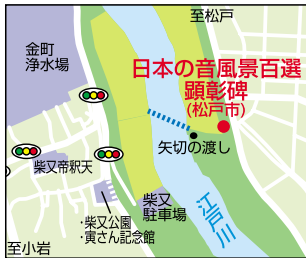 至松戸
金町
浄水場
日本の音風景百選
顕彰碑
(松戸市)
矢切の渡し
柴又帝釈天
柴又
駐車場
江戸川
・柴又公園
・寅さん記念館
至小岩